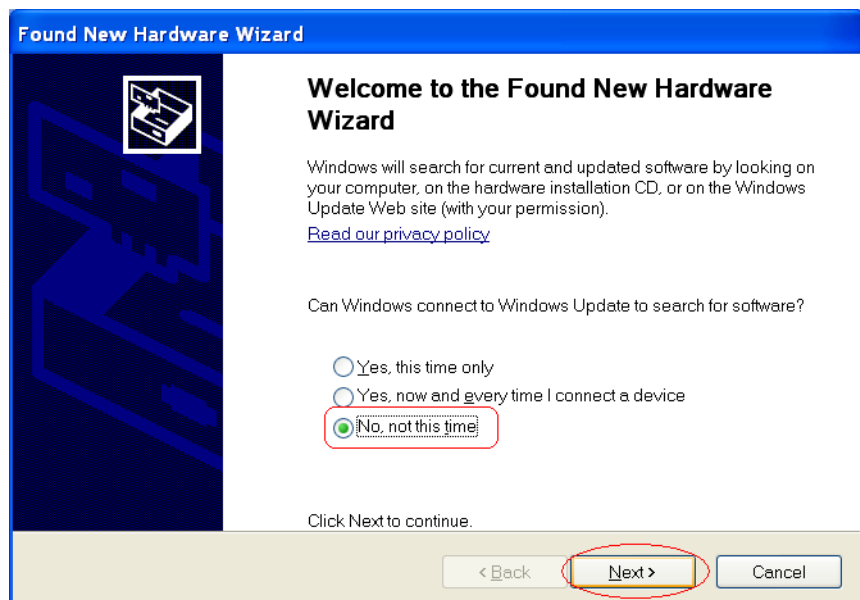 Found New Hardware Wizard
Welcome to the Found New Hardware
Wizard
Windows will search for current and updated software by looking on
your computer, on the hardware installation CD, or on the Windows
Update Web site (with your permission).
Read our privacy policy
Can Windows connect to Windows Update to search for software?
Yes, this time only
Yes, now and every time I connect a device
No, not this time
Click Next to continue.
< Back
Next >
Cancel